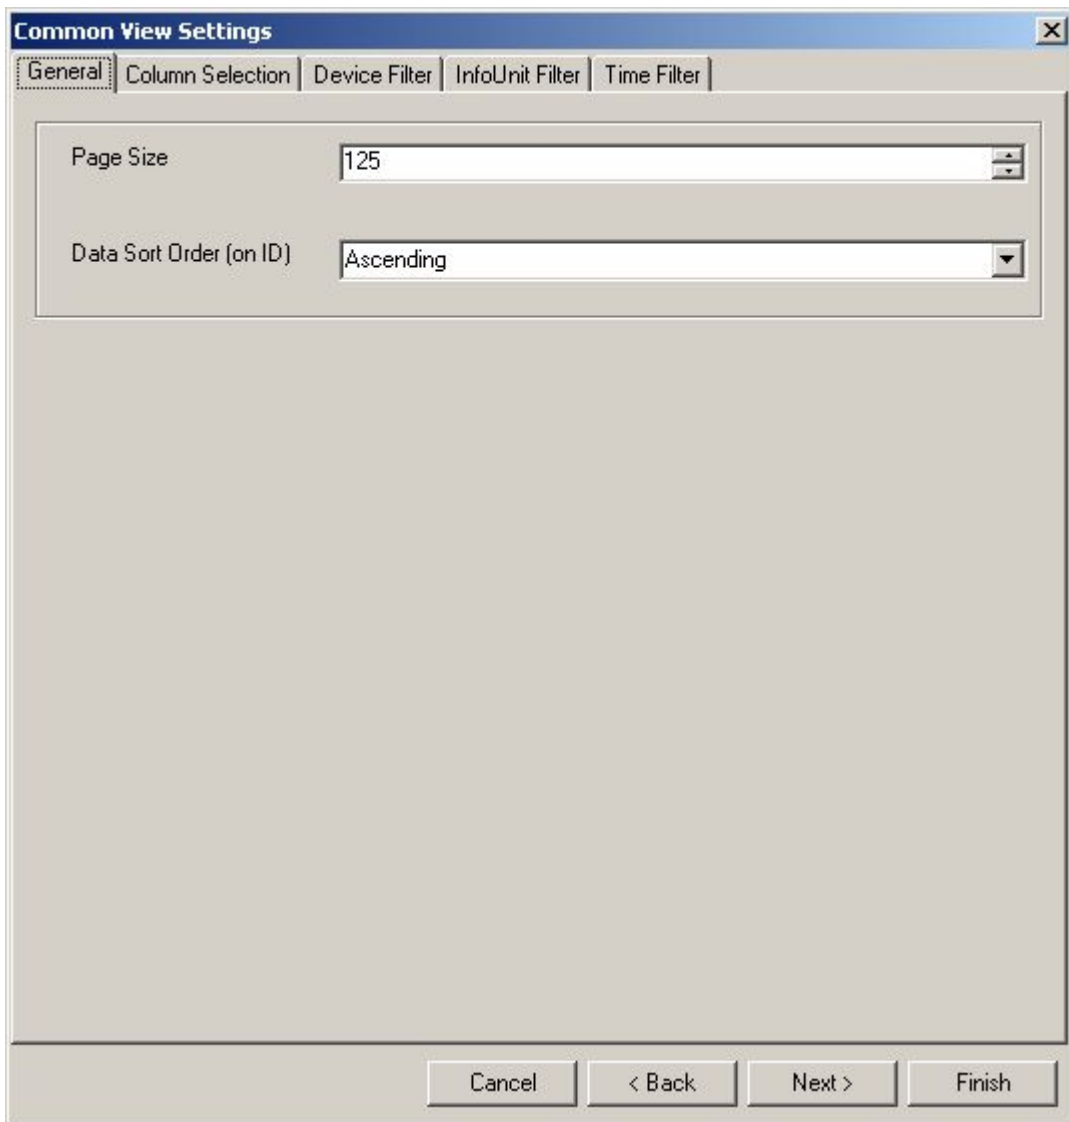 Common View Settings
General Column Selection Device Filter InfoUnit Filter Time Filter
Page Size 125
Data Sort Order (on ID) Ascending
Cancel < Back Next > Finish